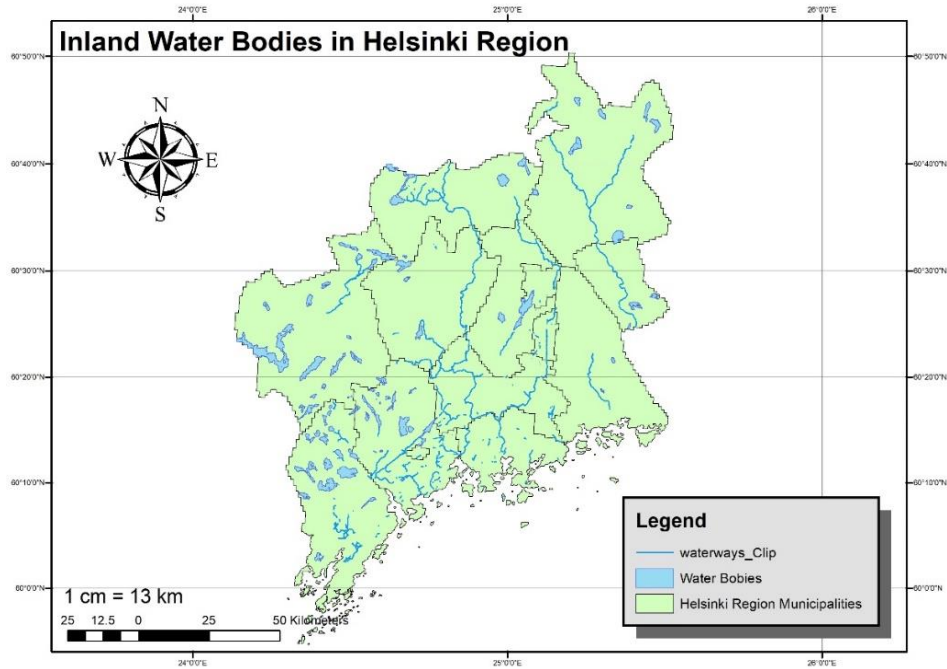 24°0'0"E 25°0'0"E 26°0'0"E
Inland Water Bodies in Helsinki Region
60°50'0"N 60°50'0"N
N
W E
S
60°40'0"N 60°40'0"N
60°30'0"N 60°30'0"N
60°20'0"N 60°20'0"N
60°10'0"N 60°10'0"N
Legend
waterways_Clip
Water Bobies
Helsinki Region Municipalities
60°0'0"N 60°0'0"N
1 cm = 13 km
25 12.5 0 25 50 Kilometers
24°0'0"E 25°0'0"E 26°0'0"E